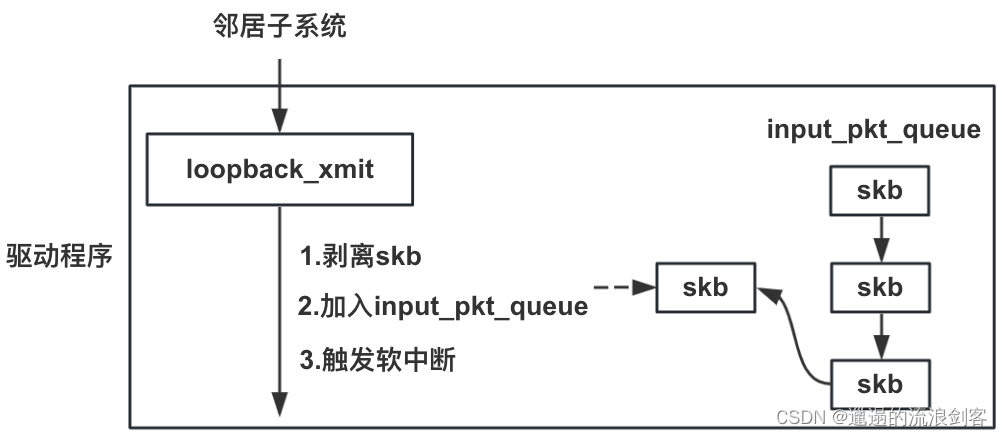 邻居子系统
input_pkt_queue
loopback_xmit
skb
驱动程序
1.剥离skb
skb
skb
2.加入input_pkt_queue
3.触发软中断
skb
CSDN @邋遢的流浪剑客